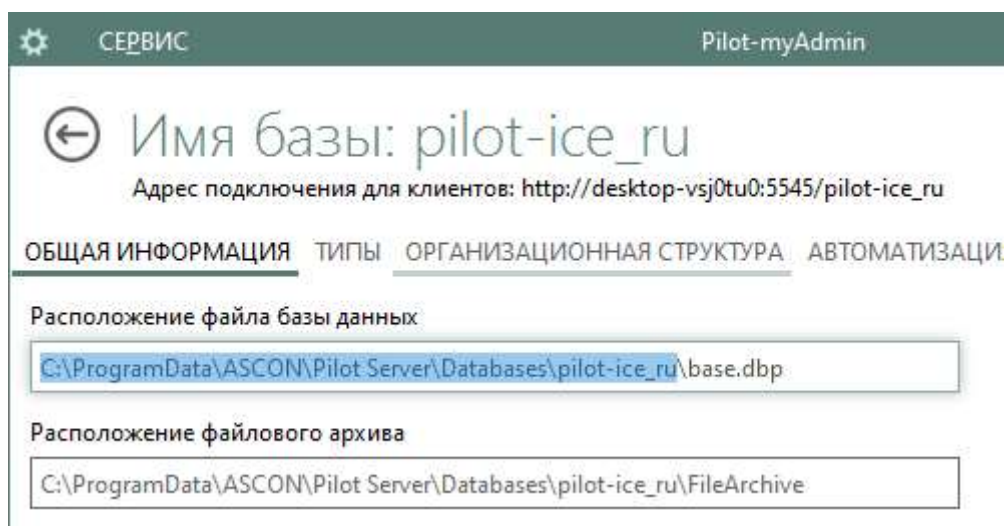 СЕРВИС Pilot-myAdmin
Имя базы: pilot-ice_ru
Адрес подключения для клиентов: http://desktop-vsj0tu0:5545/pilot-ice_ru
ОБЩАЯ ИНФОРМАЦИЯ ТИПЫ ОРГАНИЗАЦИОННАЯ СТРУКТУРА АВТОМАТИЗАЦИ
Расположение файла базы данных
C:\ProgramData\ASCON\Pilot Server\Databases\pilot-ice_ru\base.dbp
Расположение файлового архива
C:\ProgramData\ASCON\Pilot Server\Databases\pilot-ice_ru\FileArchive